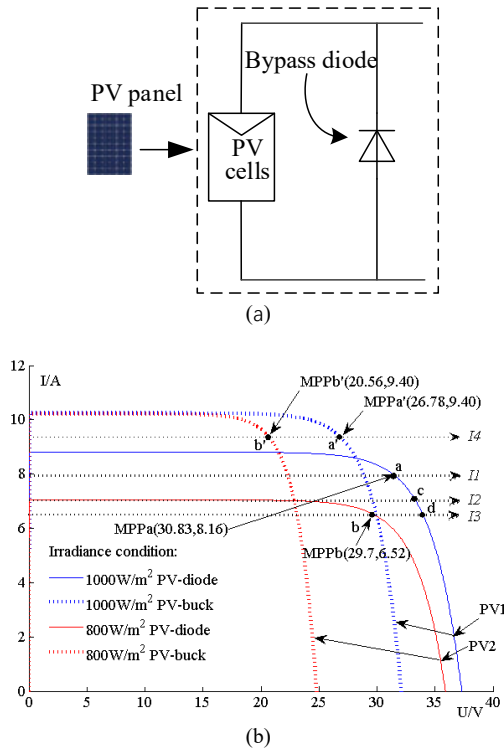 PV panel
Bypass diode
PV
cells
(a)
I/A
12
10
8
6
4
2
0
0
5
10
15
20
25
30
35
40
U/V
MPPb'(20.56,9.40)
MPPa'(26.78,9.40)
b'
a'
I4
a
I1
c
I2
d
I3
b
MPPa(30.83,8.16)
MPPb(29.7,6.52)
Irradiance condition:
1000W/m² PV-diode
1000W/m² PV-buck
800W/m² PV-diode
800W/m² PV-buck
PV1
PV2
(b)